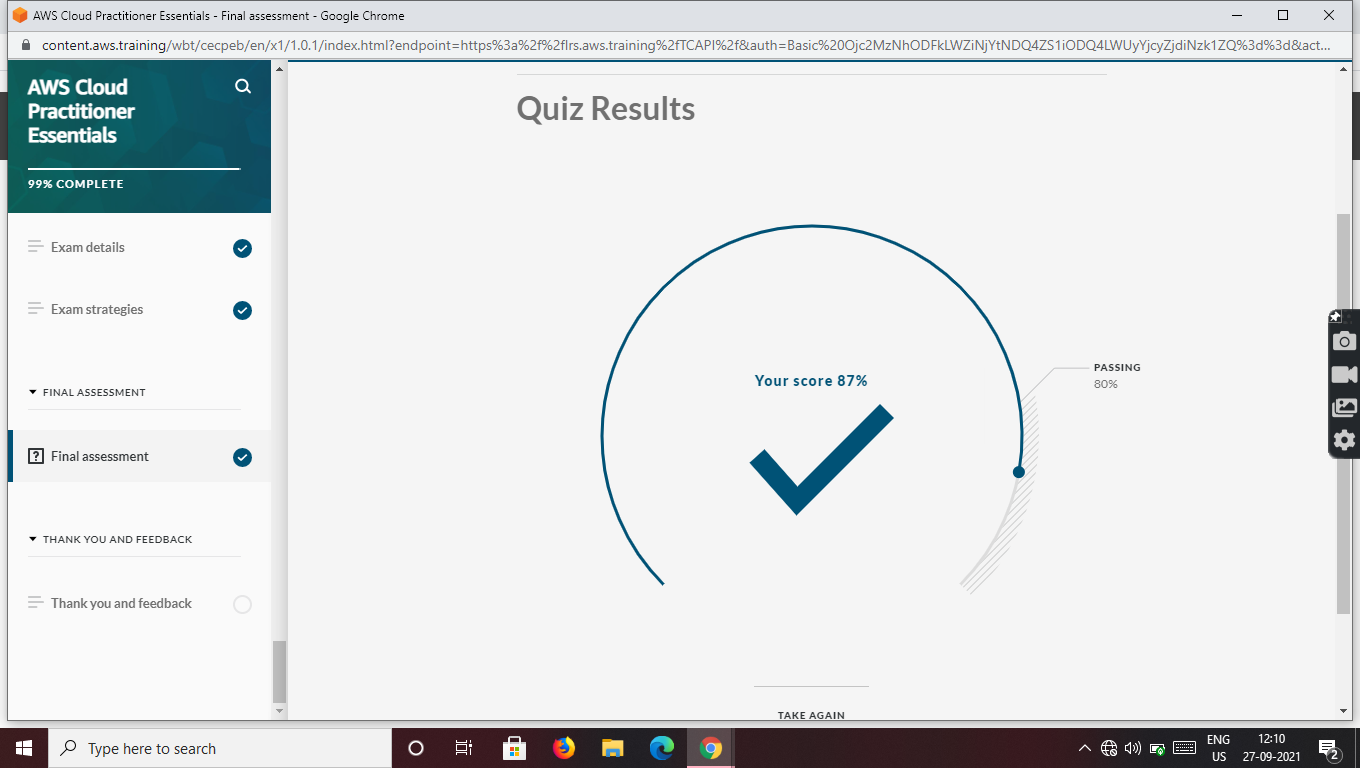 AWS Cloud Practitioner Essentials - Final assessment - Google Chrome
content.aws.training/wbt/cecpeb/en/x1/1.0.1/index.html?endpoint=https%3a%2f%2flrs.aws.training%2fTCAPI%2f&auth=Basic%20Ojc2MzNhODFkLWZiNjYtNDQ4ZS1iODQ4LWUyYjcyZjdiNzk1ZQ%3d%3d&act...
AWS Cloud
Practitioner
Essentials
99% COMPLETE
Exam details
Exam strategies
FINAL ASSESSMENT
Final assessment
THANK YOU AND FEEDBACK
Thank you and feedback
Quiz Results
Your score 87%
PASSING
80%
TAKE AGAIN
Type here to search
ENG
US
12:10
27-09-2021
2